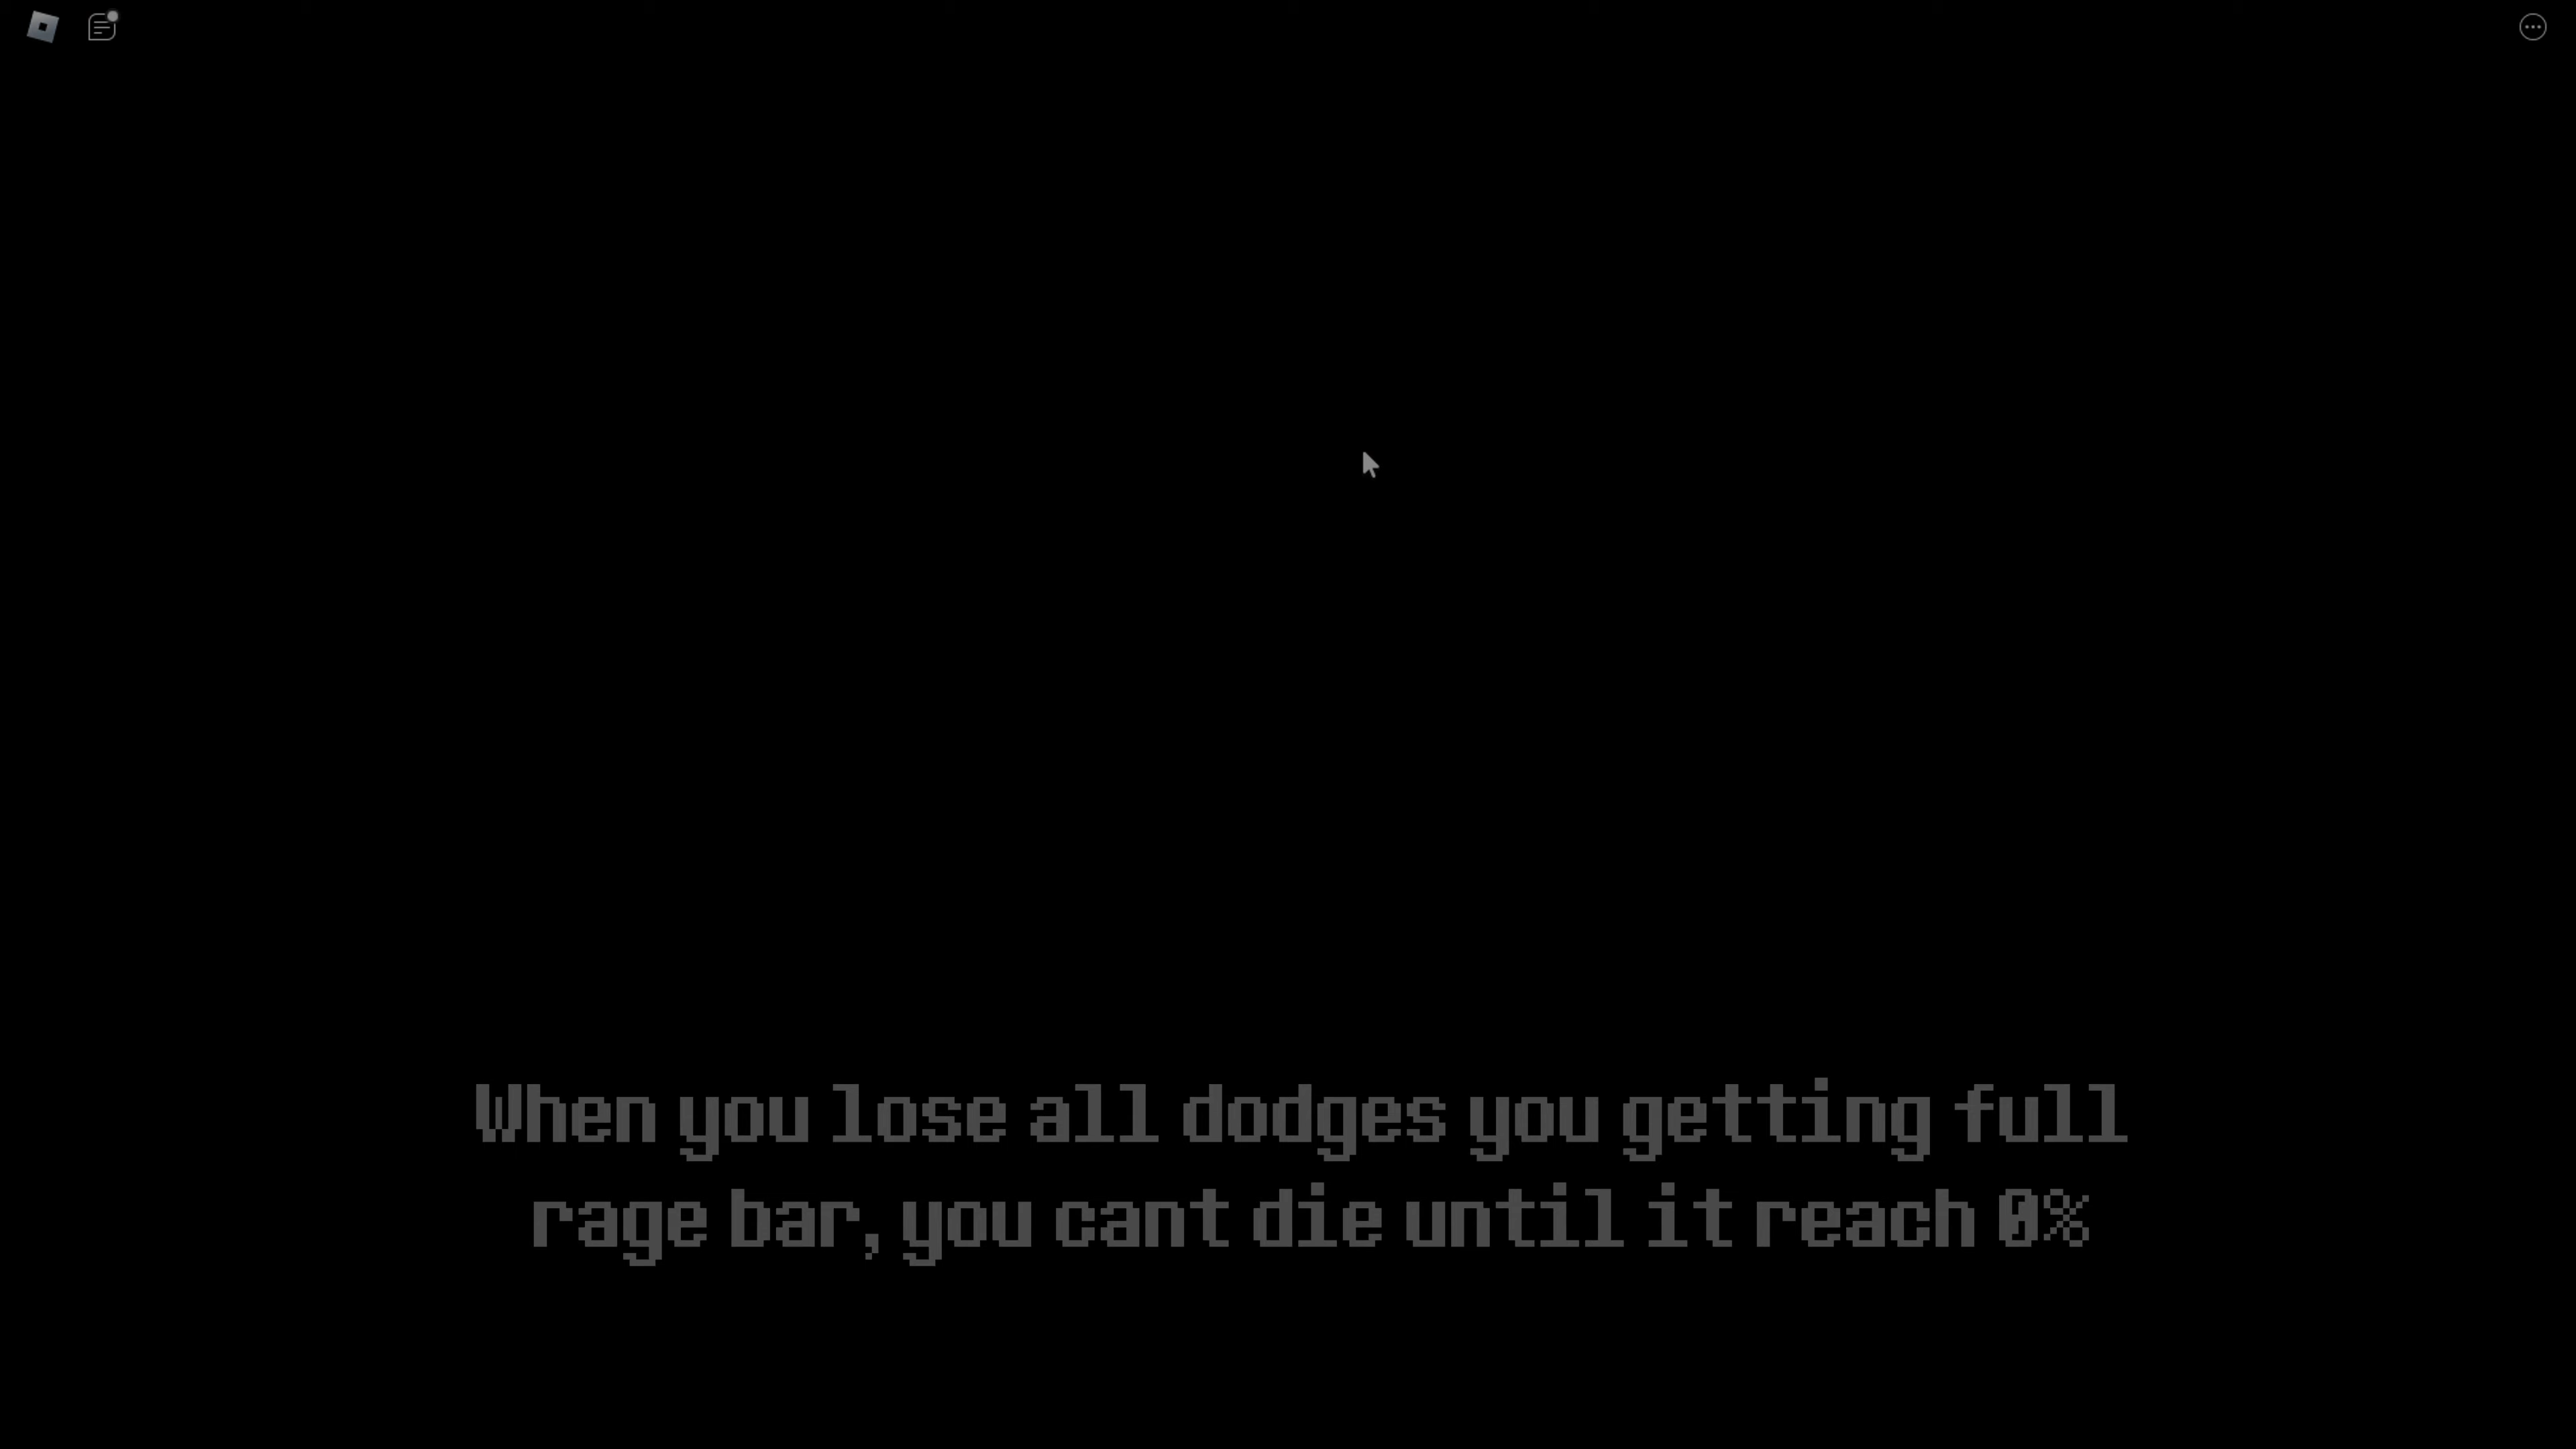 When you lose all dodges you getting full
rage bar, you cant die until it reach 0%